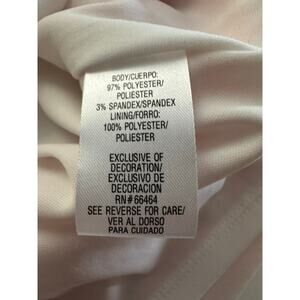 BODY/CUERPO:
97% POLYESTER/
POLIESTER
3% SPANDEX/SPANDEX
LINING/FORRO:
100% POLYESTER/
POLIESTER
EXCLUSIVE OF
DECORATION/
EXCLUSIVO DE
DECORACION
RN# 66464
SEE REVERSE FOR CARE/
VER AL DORSO
PARA CUIDADO